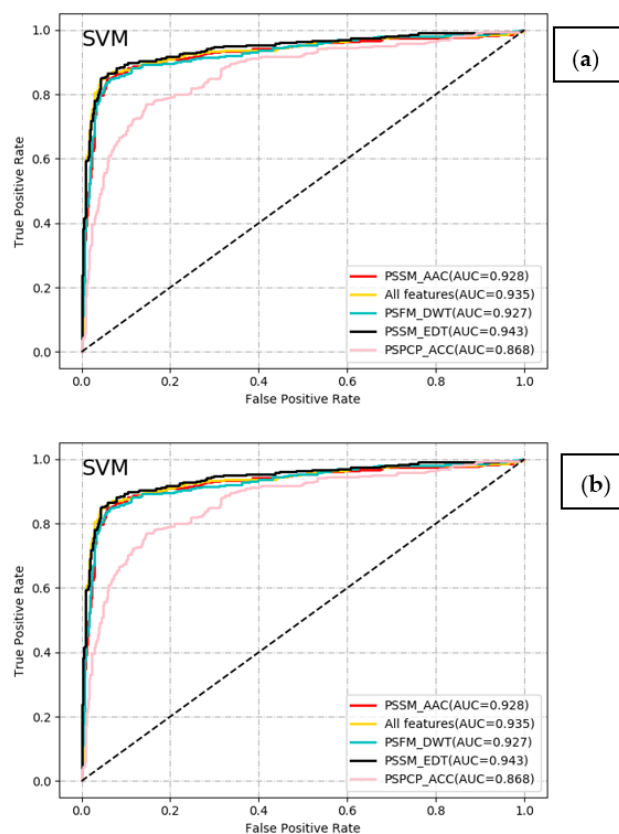 SVM
(a)
1.0
0.8
0.6
0.4
0.2
0.0
True Positive Rate
PSSM_AAC(AUC=0.928)
All features(AUC=0.935)
PSFM_DWT(AUC=0.927)
PSSM_EDT(AUC=0.943)
PSPCP_ACC(AUC=0.868)
0.0 0.2 0.4 0.6 0.8 1.0
False Positive Rate
SVM
(b)
1.0
0.8
0.6
0.4
0.2
0.0
True Positive Rate
PSSM_AAC(AUC=0.928)
All features(AUC=0.935)
PSFM_DWT(AUC=0.927)
PSSM_EDT(AUC=0.943)
PSPCP_ACC(AUC=0.868)
0.0 0.2 0.4 0.6 0.8 1.0
False Positive Rate